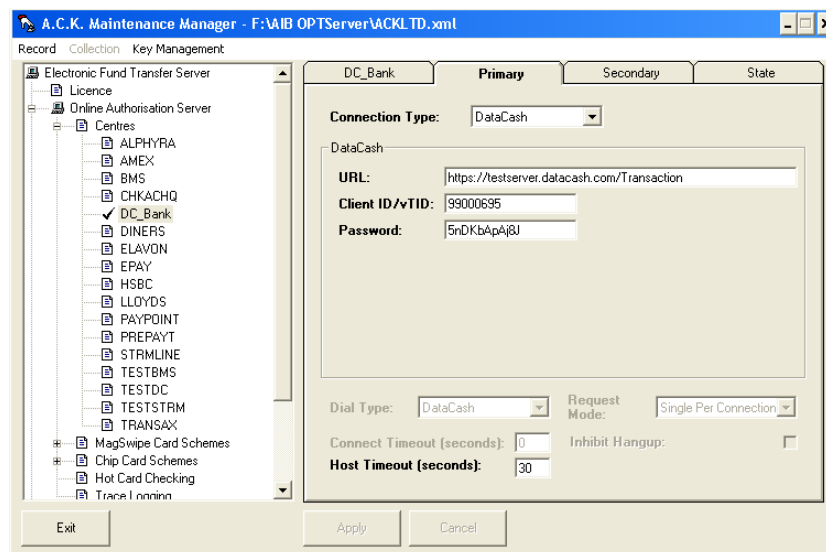 A.C.K. Maintenance Manager - F:\AIB OPTServer\ACKLTD.xml
Record Collection Key Management
Electronic Fund Transfer Server
Licence
Online Authorisation Server
Centres
ALPHYRA
AMEX
BMS
CHKACHQ
DC_Bank
DINERS
ELAVON
EPAY
HSBC
LLOYDS
PAYPOINT
PREPAYT
STRMLINE
TESTBMS
TESTDC
TESTSTRM
TRANSAX
MagSwipe Card Schemes
Chip Card Schemes
Hot Card Checking
Trace Logging
DC_Bank Primary Secondary State
Connection Type: DataCash
DataCash
URL: https://testserver.datacash.com/Transaction
Client ID/vTID: 99000695
Password: 5nDKbApAj8J
Dial Type: DataCash Request Mode: Single Per Connection
Connect Timeout (seconds): 0 Inhibit Hangup:
Host Timeout (seconds): 30
Exit Apply Cancel